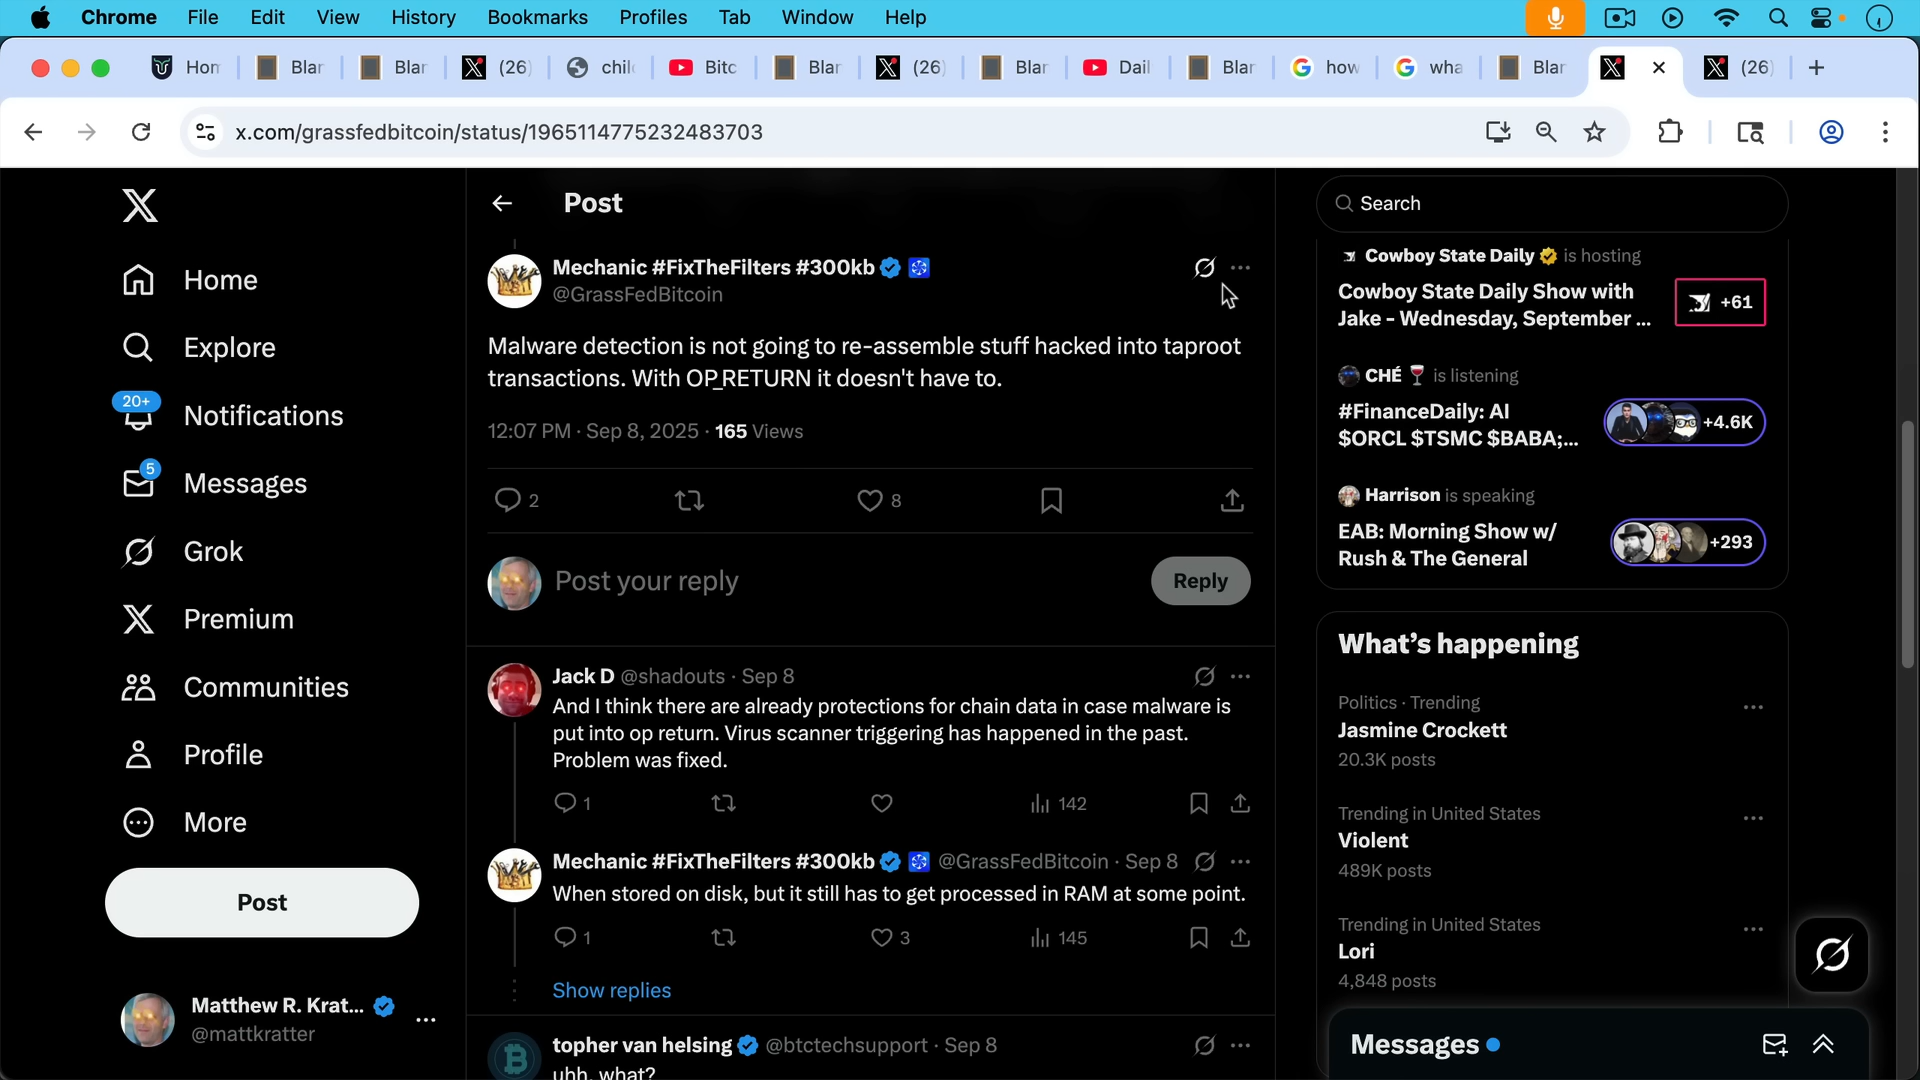 Chrome File Edit View History Bookmarks Profiles Tab Window Help
Hor Blar Blar (26) chil Bitc Blar (26 Blar Dail Blar how wha Blar (26)
x.com/grassfedbitcoin/status/1965114775232483703
Home
Explore
20+
Notifications
5
Messages
Grok
Premium
Communities
Profile
More
Post
Matthew R. Krat...
@mattkratter
Post
Mechanic #FixTheFilters #300kb
@GrassFedBitcoin
Malware detection is not going to re-assemble stuff hacked into taproot
transactions. With OP_RETURN it doesn't have to.
12:07 PM · Sep 8, 2025 · 165 Views
2 8
Post your reply
Reply
Jack D @shadouts · Sep 8
And I think there are already protections for chain data in case malware is
put into op return. Virus scanner triggering has happened in the past.
Problem was fixed.
1 142
Mechanic #FixTheFilters #300kb @GrassFedBitcoin · Sep 8
When stored on disk, but it still has to get processed in RAM at some point.
1 3 145
Show replies
topher van helsing @btctechsupport · Sep 8
uhh. what?
Search
Cowboy State Daily is hosting
Cowboy State Daily Show with
Jake - Wednesday, September ...
+61
CHÉ 🍷 is listening
#FinanceDaily: AI
$ORCL $TSMC $BABA;...
+4.6K
Harrison is speaking
EAB: Morning Show w/
Rush & The General
+293
What's happening
Politics · Trending
Jasmine Crockett
20.3K posts
Trending in United States
Violent
489K posts
Trending in United States
Lori
4,848 posts
Messages